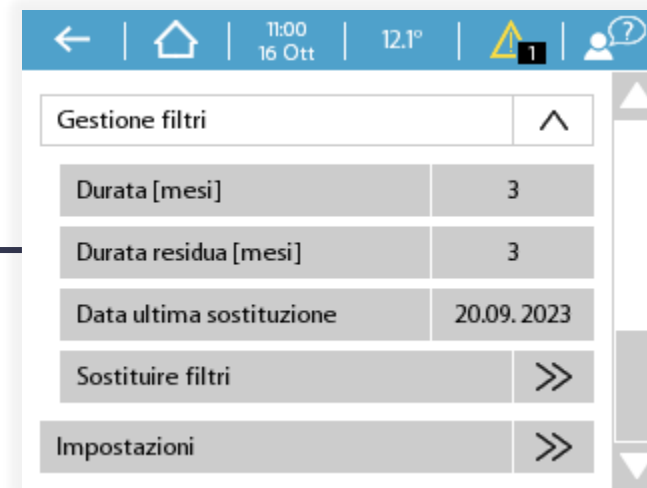 11:00
16 Ott
12.1°
1
?
Gestione filtri
Durata [mesi] 3
Durata residua [mesi] 3
Data ultima sostituzione 20.09. 2023
Sostituire filtri
Impostazioni